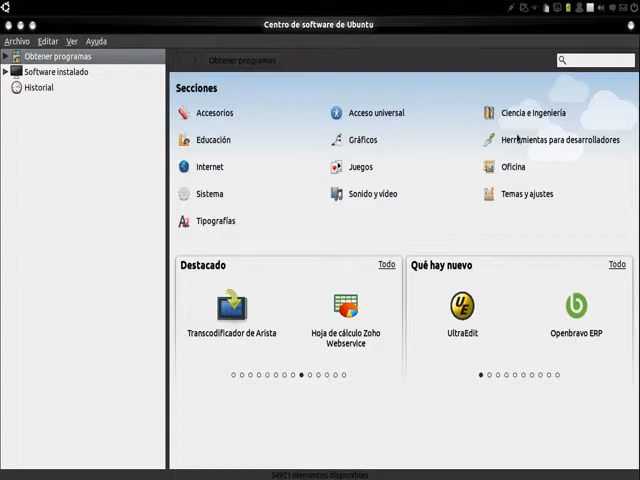 Centro de software de Ubuntu
Archivo Editar Ver Ayuda
Obtener programas
Software instalado
Historial
Obtener programas
Secciones
Accesorios Acceso universal Ciencia e Ingeniería
Educación Gráficos Herramientas para desarrolladores
Internet Juegos Oficina
Sistema Sonido y vídeo Temas y ajustes
Tipografías
Destacado Todo
Transcodificador de Arista
Hoja de cálculo Zoho
Webservice
Qué hay nuevo Todo
UltraEdit
Openbravo ERP
34921 elementos disponibles